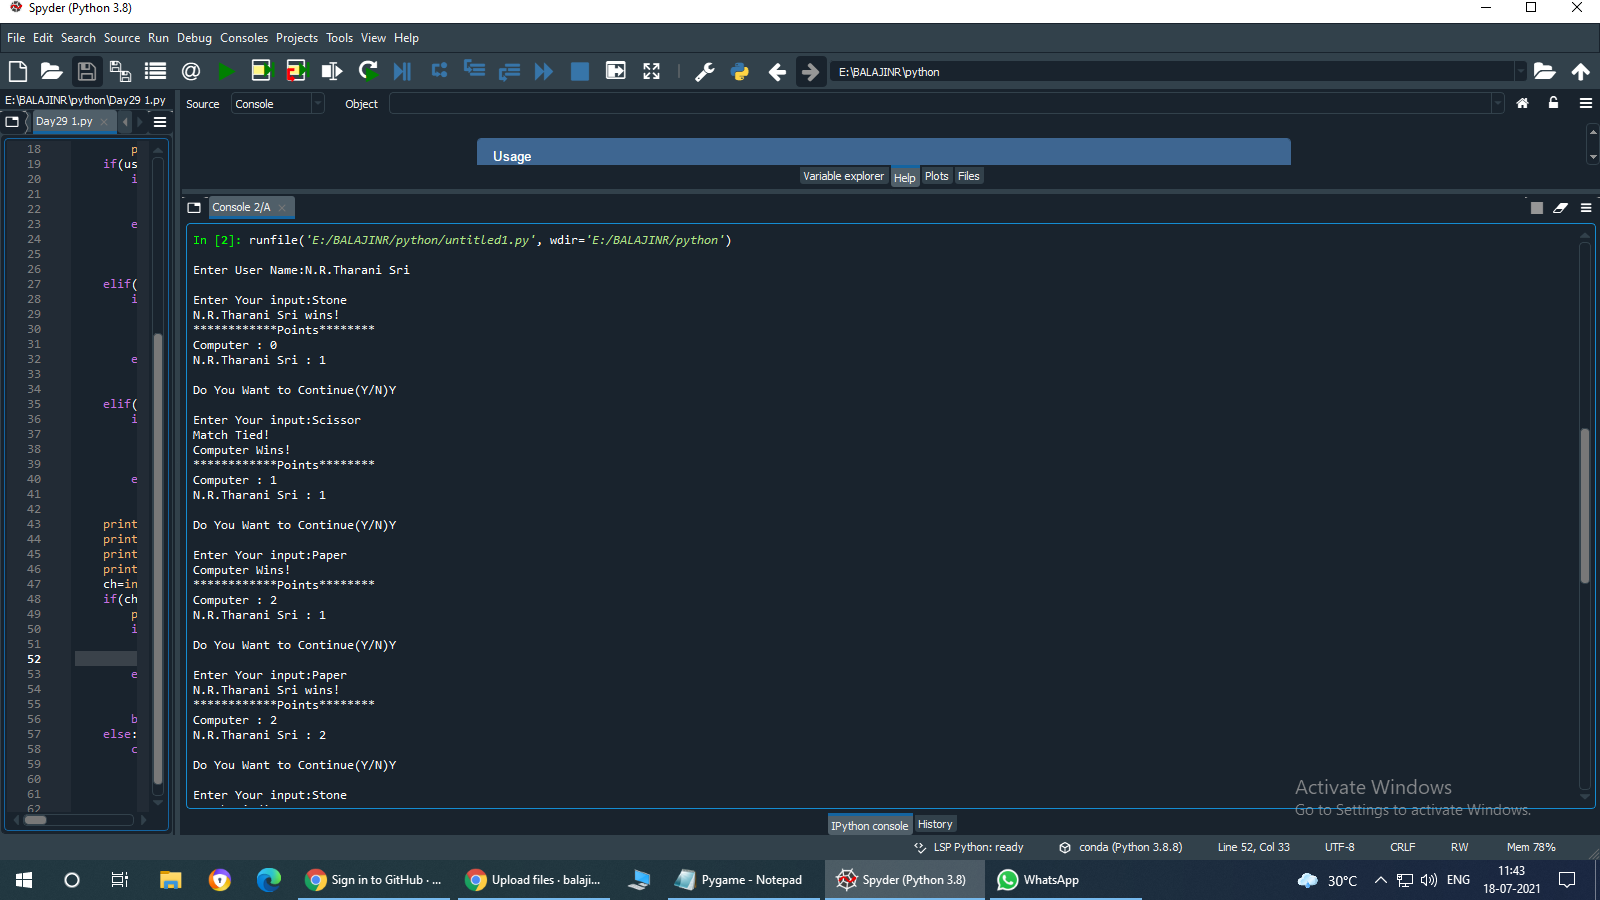 Spyder (Python 3.8)
File Edit Search Source Run Debug Consoles Projects Tools View Help
E:\BALAJINR\python
E:\BALAJINR\python\Day29 1.py
Source Console Object
Day29 1.py
Usage
Variable explorer Help Plots Files
Console 2/A
18 p
19 if(us
20 i
21
22
23 e
24
25
26
27 elif(
28 i
29
30
31
32 e
33
34
35 elif(
36 i
37
38
39
40 e
41
42
43 print
44 print
45 print
46 print
47 ch=in
48 if(ch
49 p
50 i
51
52
53 e
54
55
56 b
57 else:
58 c
59
60
61
62
In [2]: runfile('E:/BALAJINR/python/untitled1.py', wdir='E:/BALAJINR/python')
Enter User Name:N.R.Tharani Sri
Enter Your input:Stone
N.R.Tharani Sri wins!
************Points********
Computer : 0
N.R.Tharani Sri : 1
Do You Want to Continue(Y/N)Y
Enter Your input:Scissor
Match Tied!
Computer Wins!
************Points********
Computer : 1
N.R.Tharani Sri : 1
Do You Want to Continue(Y/N)Y
Enter Your input:Paper
Computer Wins!
************Points********
Computer : 2
N.R.Tharani Sri : 1
Do You Want to Continue(Y/N)Y
Enter Your input:Paper
N.R.Tharani Sri wins!
************Points********
Computer : 2
N.R.Tharani Sri : 2
Do You Want to Continue(Y/N)Y
Enter Your input:Stone
Activate Windows
Go to Settings to activate Windows.
IPython console History
LSP Python: ready conda (Python 3.8.8) Line 52, Col 33 UTF-8 CRLF RW Mem 78%
Sign in to GitHub · ... Upload files · balaji... Pygame - Notepad Spyder (Python 3.8) WhatsApp 30°C ENG 11:43
18-07-2021